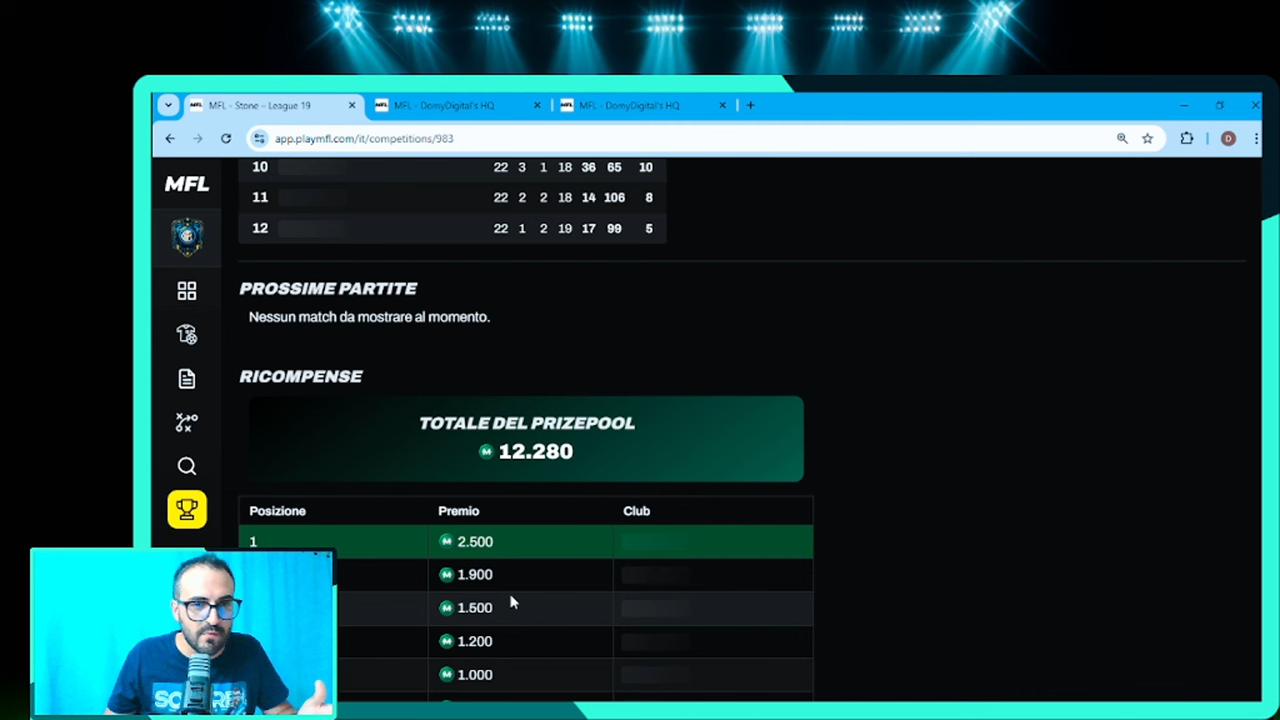 MFL - Stone – League 19
MFL - DomyDigital's HQ
MFL - DomyDigital's HQ
app.playmfl.com/it/competitions/983
D
MFL
10 22 3 1 18 36 65 10
11 22 2 2 18 14 106 8
12 22 1 2 19 17 99 5
PROSSIME PARTITE
Nessun match da mostrare al momento.
RICOMPENSE
TOTALE DEL PRIZEPOOL
12.280
Posizione Premio Club
1 2.500
1.900
1.500
1.200
1.000